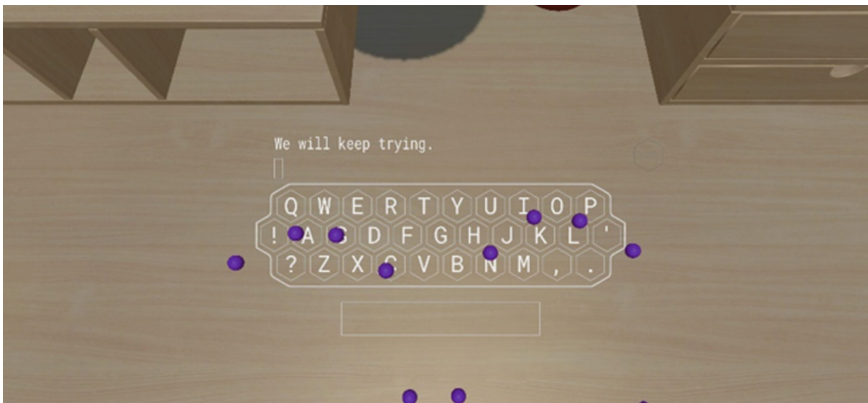 We will keep trying.
Q W E R T Y U I O P
! A S D F G H J K L '
? Z X C V B N M , .